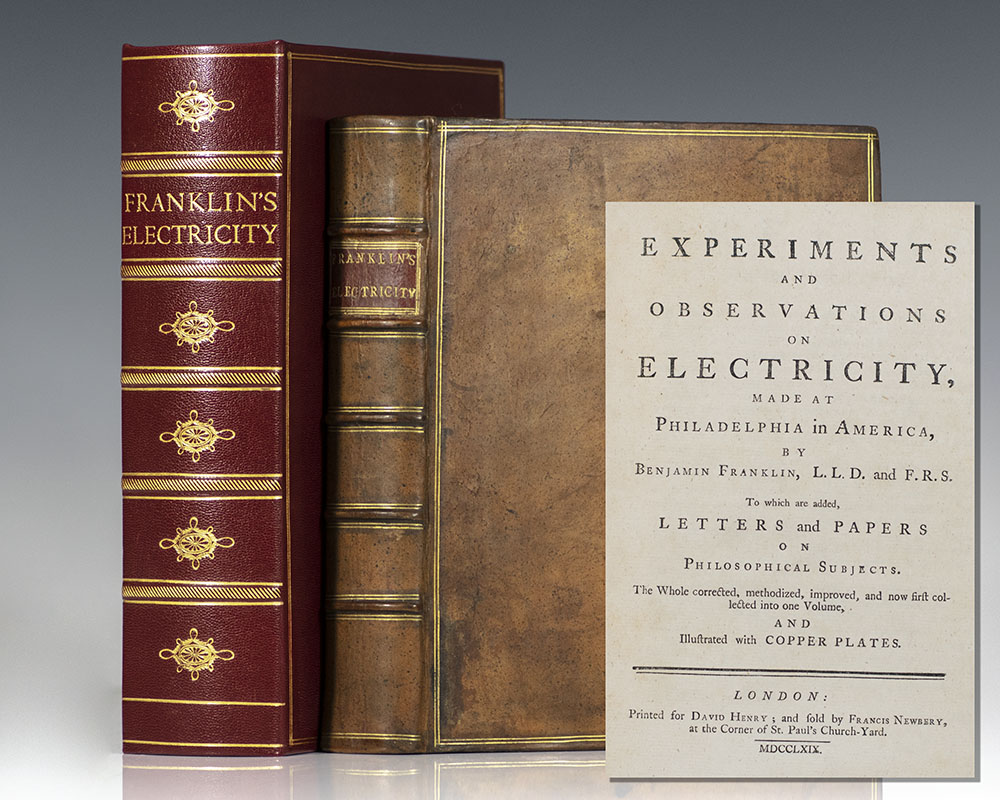 FRANKLIN'S
ELECTRICITY
FRANKLIN'S
ELECTRICITY
EXPERIMENTS
AND
OBSERVATIONS
ON
ELECTRICITY,
MADE AT
PHILADELPHIA in AMERICA,
BY
BENJAMIN FRANKLIN, L.L.D. and F.R.S.
To which are added,
LETTERS and PAPERS
ON
PHILOSOPHICAL SUBJECTS.
The Whole corrected, methodized, improved, and now firſt col-
lected into one Volume,
AND
Illuſtrated with COPPER PLATES.
LONDON:
Printed for DAVID HENRY; and ſold by FRANCIS NEWBERY,
at the Corner of St. Paul's Church-Yard.
MDCCLXIX.